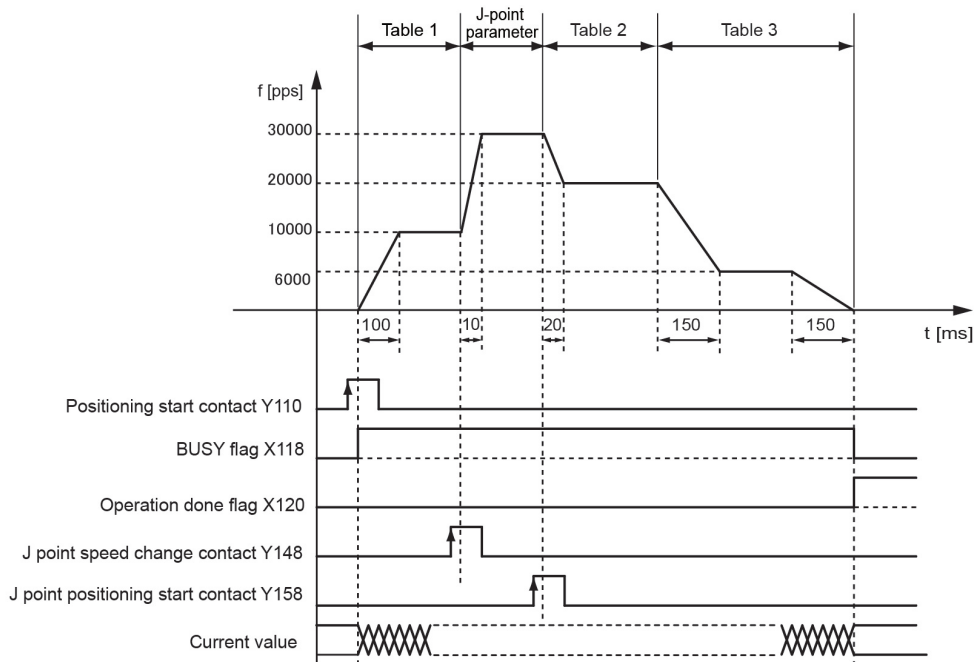 Table 1
J-point
parameter
Table 2
Table 3
f [pps]
30000
20000
10000
6000
100
10
20
150
150
t [ms]
Positioning start contact Y110
BUSY flag X118
Operation done flag X120
J point speed change contact Y148
J point positioning start contact Y158
Current value